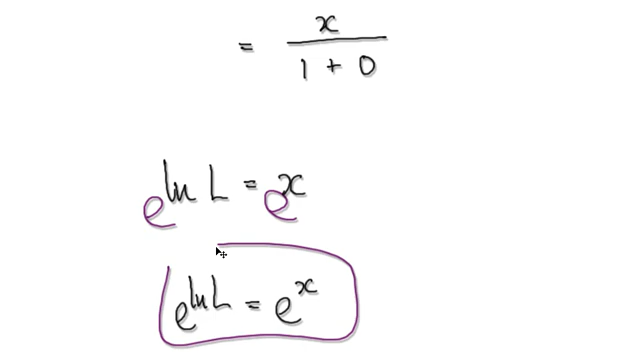 = x / (1 + 0)
e^(ln L) = e^x
e^(ln L) = e^x